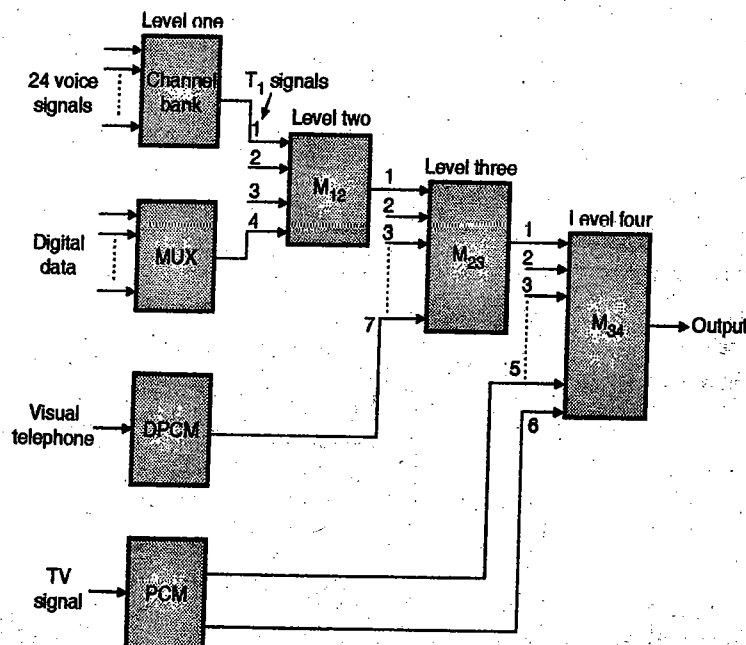 Level one
24 voice
signals
Channel
bank
T1 signals
1
2
3
4
Level two
M12
Digital
data
MUX
1
2
3
7
Level three
M23
1
2
3
5
6
Level four
M34
Output
Visual
telephone
DPCM
TV
signal
PCM